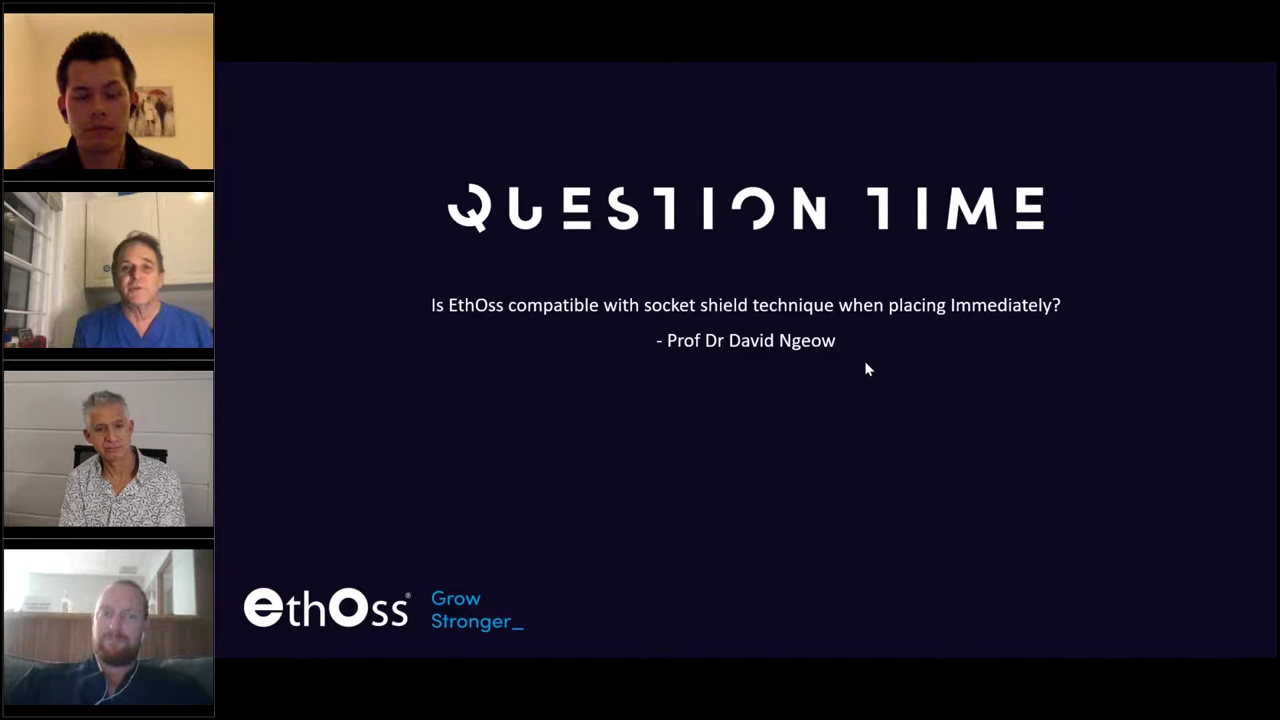 QUESTION TIME
Is EthOss compatible with socket shield technique when placing Immediately?
- Prof Dr David Ngeow
ethOss®
Grow
Stronger_